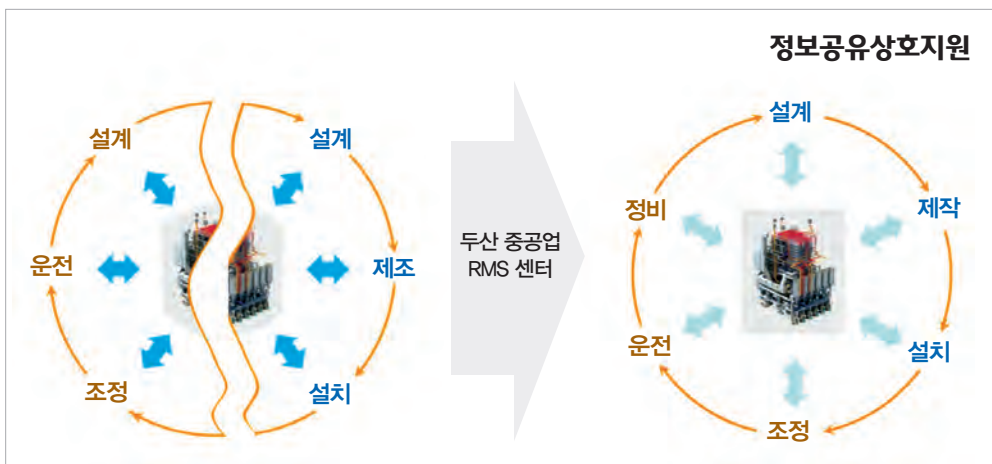 정보공유상호지원
설계
설계
운전
제조
조정
설치
두산 중공업
RMS 센터
설계
정비
제작
운전
설치
조정